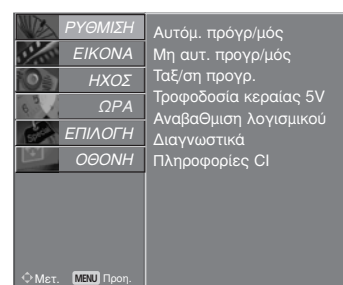 ΡΥΘΜΙΣΗ
ΕΙΚΟΝΑ
ΗΧΟΣ
ΩΡΑ
ΕΠΙΛΟΓΗ
ΟΘΟΝΗ
Αυτόμ. πρόγρ/μός
Μη αυτ. προγρ/μός
Ταξ/ση προγρ.
Τροφοδοσία κεραίας 5V
ΑναβαΘμιση λογισμικού
Διαγνωστικά
Πληροφορίες CI
Μετ. MENU Προη.